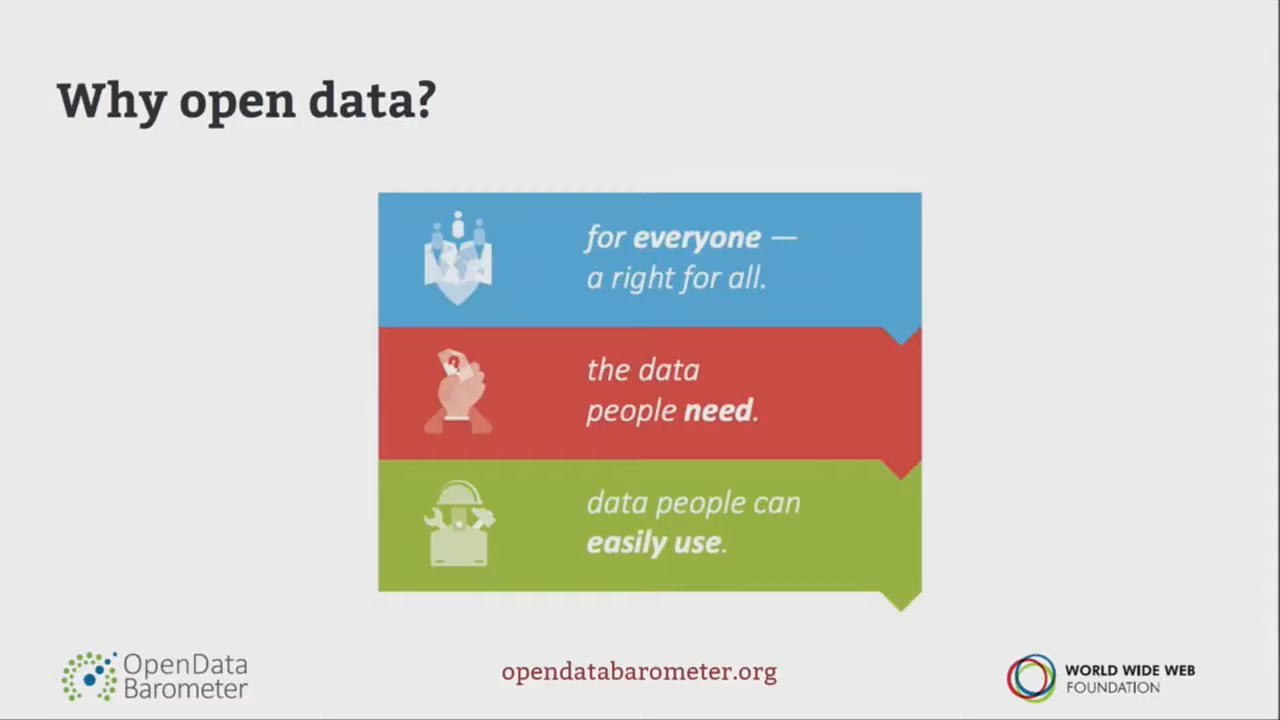 Why open data?
for everyone —
a right for all.
the data
people need.
data people can
easily use.
OpenData
Barometer
opendatabarometer.org
WORLD WIDE WEB
FOUNDATION